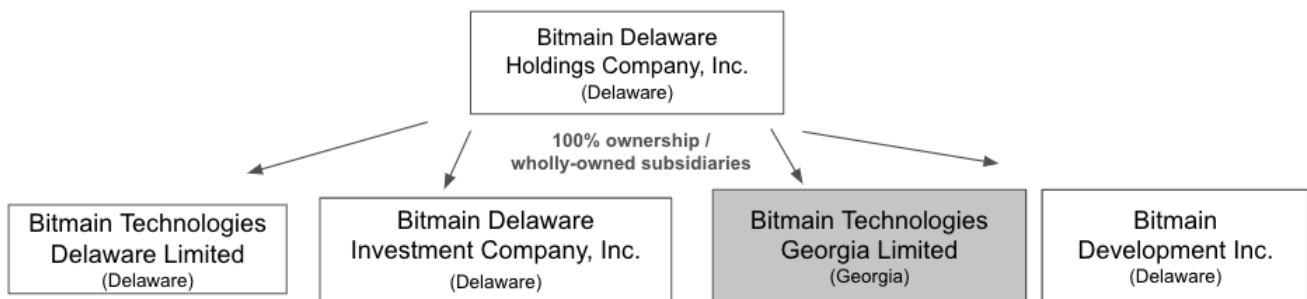 Bitmain Delaware
Holdings Company, Inc.
(Delaware)
100% ownership /
wholly-owned subsidiaries
Bitmain Technologies
Delaware Limited
(Delaware)
Bitmain Delaware
Investment Company, Inc.
(Delaware)
Bitmain Technologies
Georgia Limited
(Georgia)
Bitmain
Development Inc.
(Delaware)